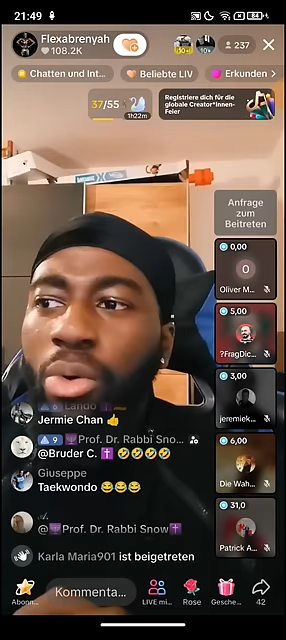 21:49
84
Flexabrenyah
108.2K
10+
10+
237
Chatten und Int...
Beliebte LIV
Erkunden
37/55
1h22m
Registriere dich für die
globale Creator*innen-
Feier
Anfrage
zum
Beitreten
0,00
O
Oliver M...
5,00
?FragDic...
3,00
jeremiek...
6,00
Die Wah...
31,0
Patrick A...
Jermie Chan 👍
9 Prof. Dr. Rabbi Sno...
@Bruder C. ✝️ 🤣🤣🤣🤣
Giuseppe
Taekwondo 😂😂😂
@🕎Prof. Dr. Rabbi Snow✝️
Karla Maria901 ist beigetreten
Abonn...
Kommenta...
LIVE mi...
Rose
Gesche...
42